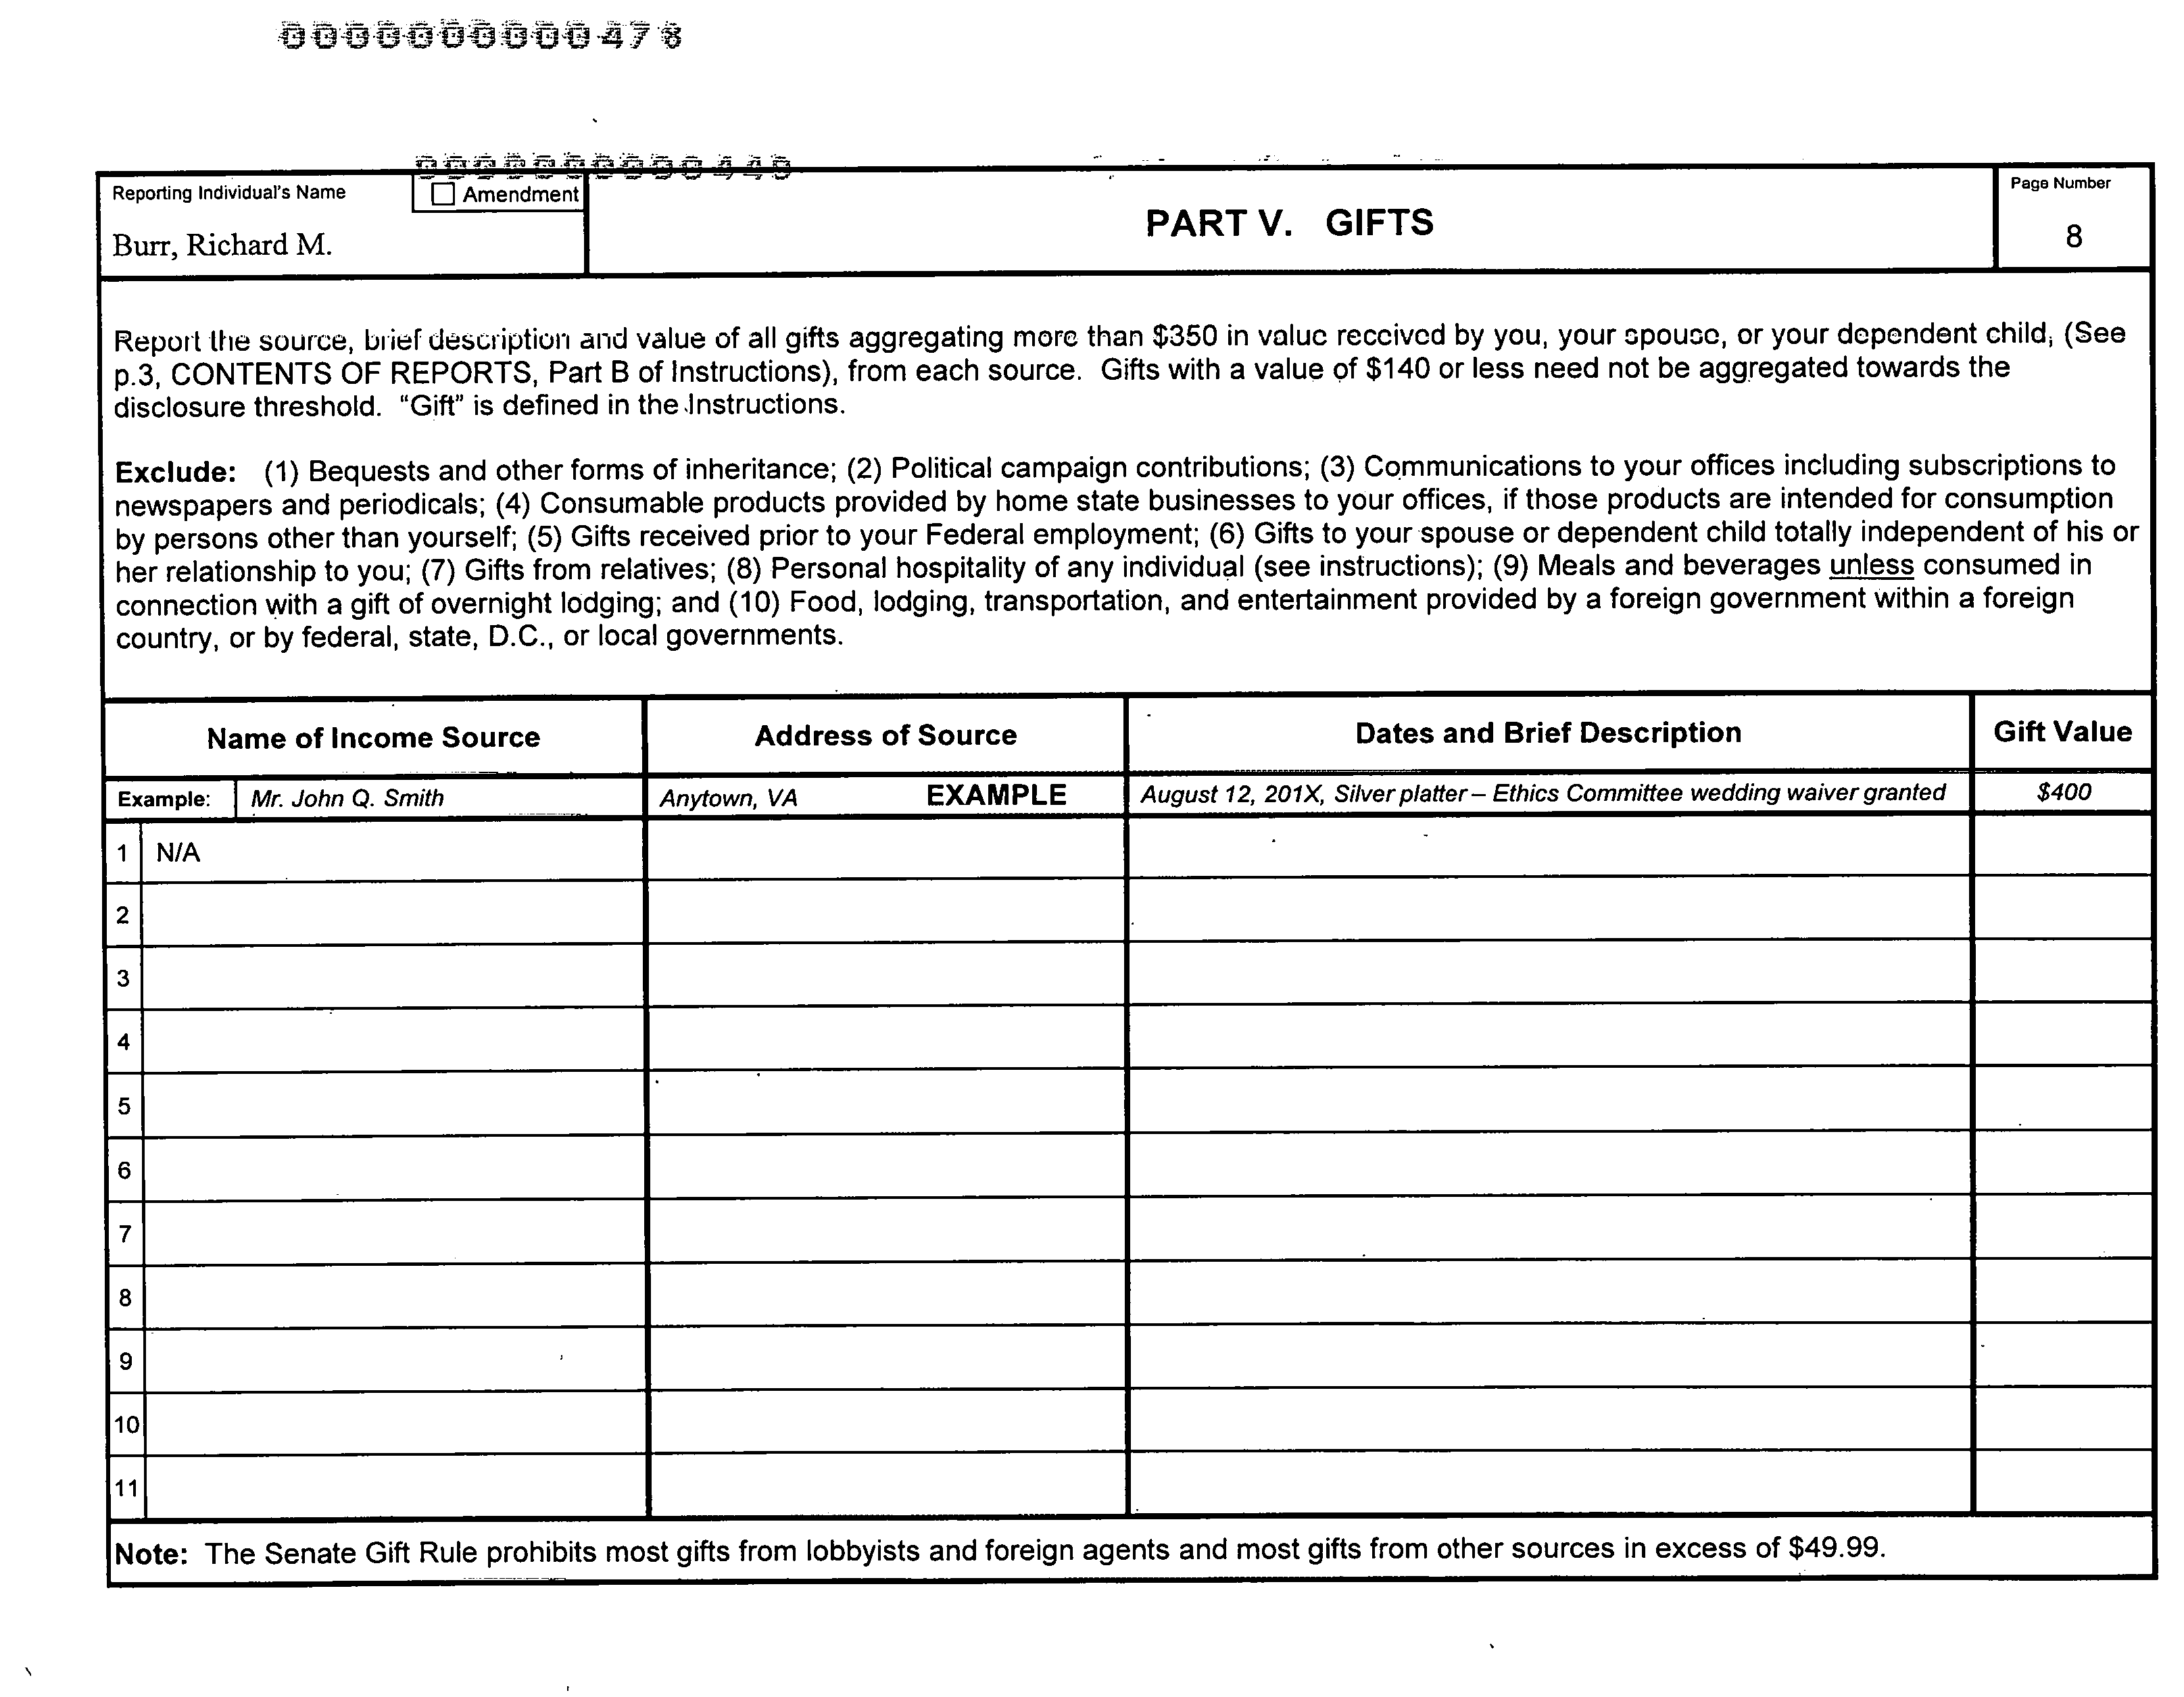 0000000000478
0000000000449
Reporting Individual's Name
Amendment
Burr, Richard M.
PART V. GIFTS
Page Number
8
Report the source, brief description and value of all gifts aggregating more than $350 in value received by you, your spouse, or your dependent child, (See
p.3, CONTENTS OF REPORTS, Part B of Instructions), from each source. Gifts with a value of $140 or less need not be aggregated towards the
disclosure threshold. "Gift" is defined in the Instructions.
Exclude: (1) Bequests and other forms of inheritance; (2) Political campaign contributions; (3) Communications to your offices including subscriptions to
newspapers and periodicals; (4) Consumable products provided by home state businesses to your offices, if those products are intended for consumption
by persons other than yourself; (5) Gifts received prior to your Federal employment; (6) Gifts to your spouse or dependent child totally independent of his or
her relationship to you; (7) Gifts from relatives; (8) Personal hospitality of any individual (see instructions); (9) Meals and beverages unless consumed in
connection with a gift of overnight lodging; and (10) Food, lodging, transportation, and entertainment provided by a foreign government within a foreign
country, or by federal, state, D.C., or local governments.
Name of Income Source Address of Source Dates and Brief Description Gift Value
Example: Mr. John Q. Smith Anytown, VA EXAMPLE August 12, 201X, Silver platter – Ethics Committee wedding waiver granted $400
1 N/A
2
3
4
5
6
7
8
9
10
11
Note: The Senate Gift Rule prohibits most gifts from lobbyists and foreign agents and most gifts from other sources in excess of $49.99.